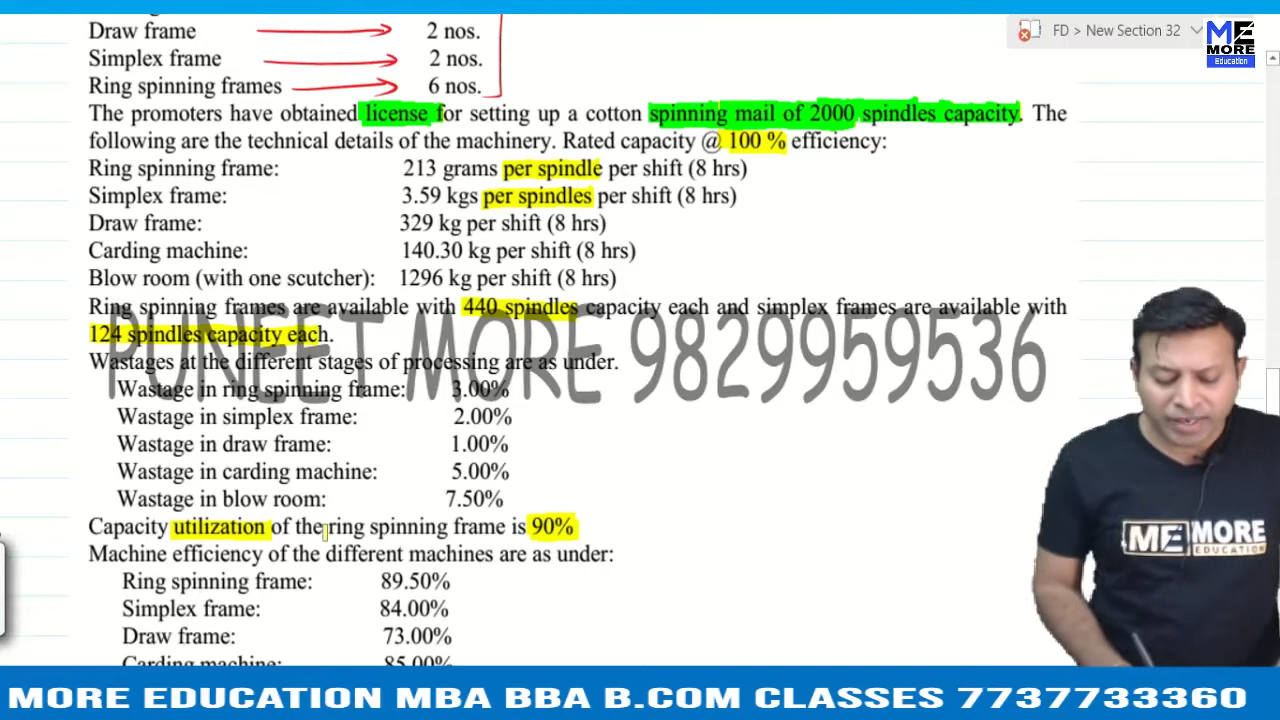 FD > New Section 32
ME
MORE
Education
Draw frame 2 nos.
Simplex frame 2 nos.
Ring spinning frames 6 nos.
The promoters have obtained license for setting up a cotton spinning mail of 2000 spindles capacity. The
following are the technical details of the machinery. Rated capacity @ 100 % efficiency:
Ring spinning frame: 213 grams per spindle per shift (8 hrs)
Simplex frame: 3.59 kgs per spindles per shift (8 hrs)
Draw frame: 329 kg per shift (8 hrs)
Carding machine: 140.30 kg per shift (8 hrs)
Blow room (with one scutcher): 1296 kg per shift (8 hrs)
Ring spinning frames are available with 440 spindles capacity each and simplex frames are available with
124 spindles capacity each.
PUNEET MORE 9829959536
Wastages at the different stages of processing are as under.
Wastage in ring spinning frame: 3.00%
Wastage in simplex frame: 2.00%
Wastage in draw frame: 1.00%
Wastage in carding machine: 5.00%
Wastage in blow room: 7.50%
Capacity utilization of the ring spinning frame is 90%
Machine efficiency of the different machines are as under:
Ring spinning frame: 89.50%
Simplex frame: 84.00%
Draw frame: 73.00%
Carding machine: 85.00%
ME MORE
EDUCATION
MORE EDUCATION MBA BBA B.COM CLASSES 7737733360